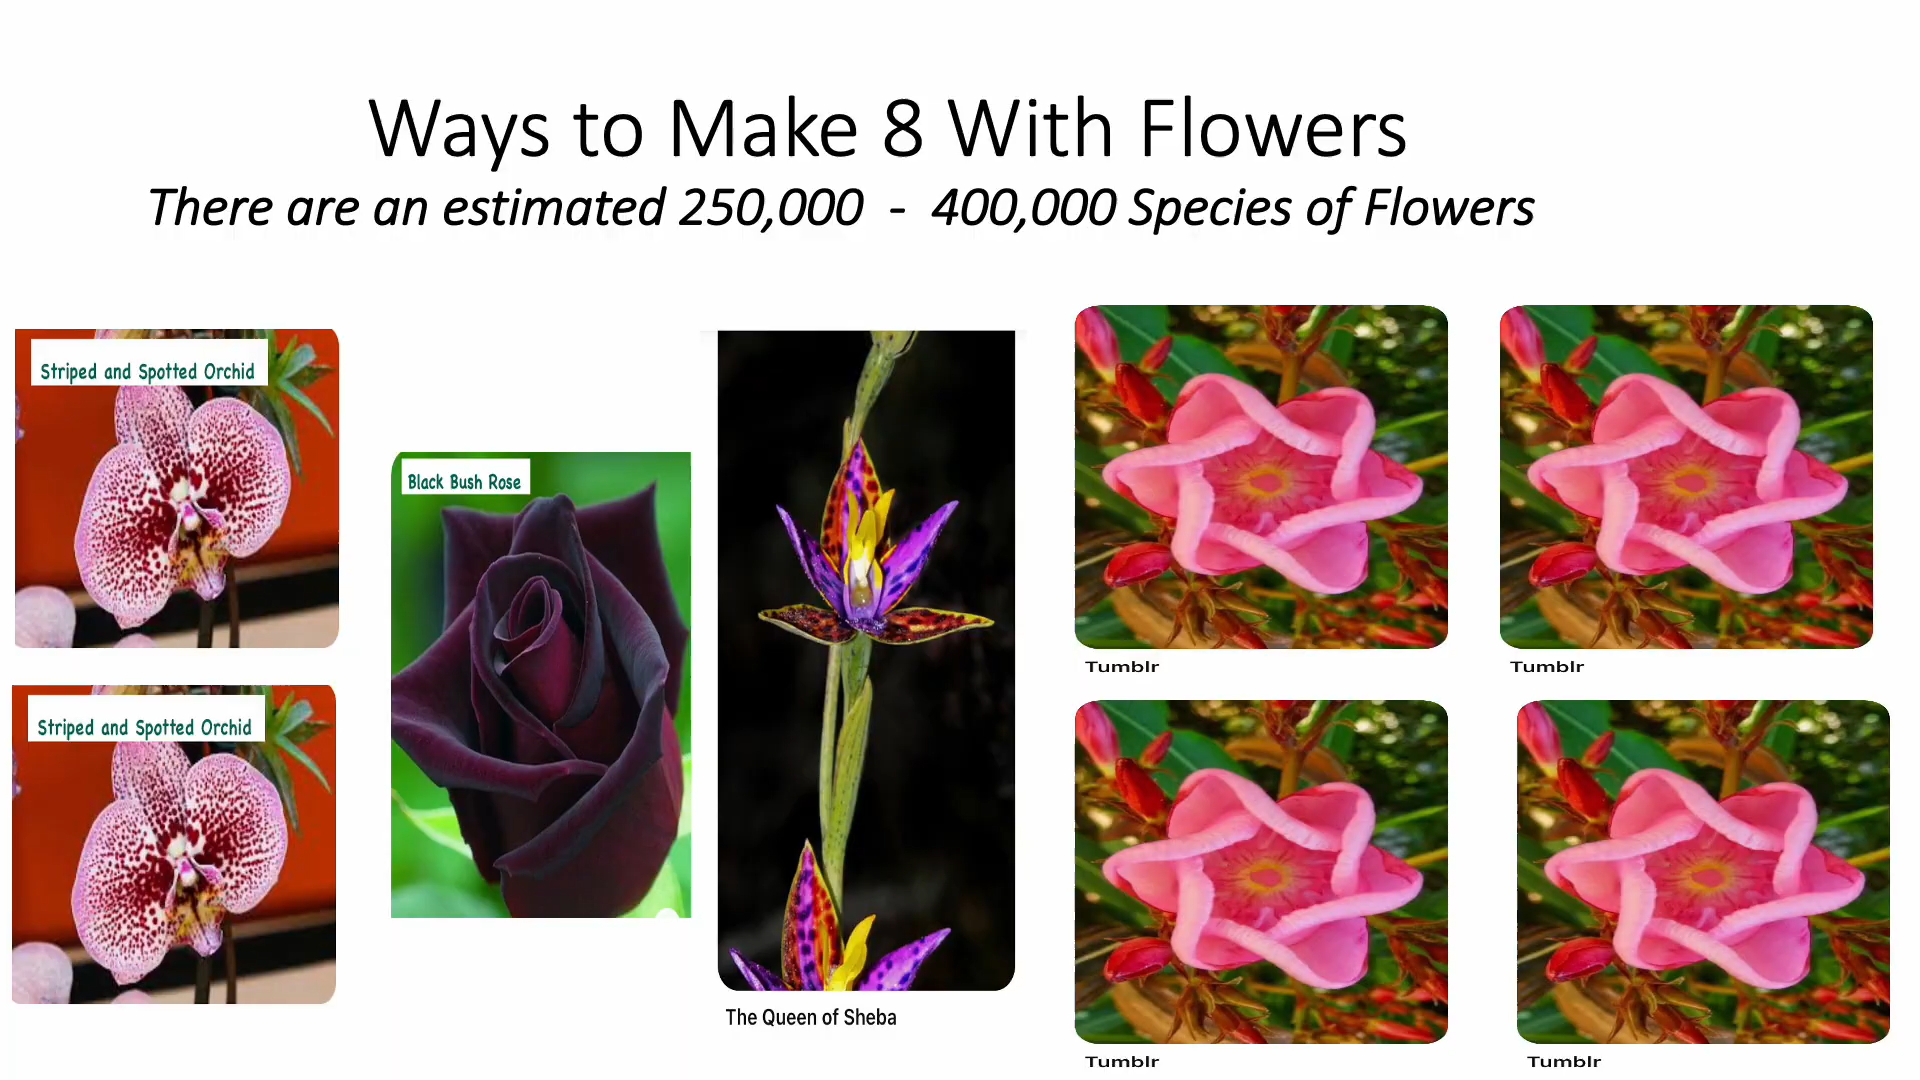 Ways to Make 8 With Flowers
There are an estimated 250,000 - 400,000 Species of Flowers
Striped and Spotted Orchid
Striped and Spotted Orchid
Black Bush Rose
The Queen of Sheba
Tumblr
Tumblr
Tumblr
Tumblr